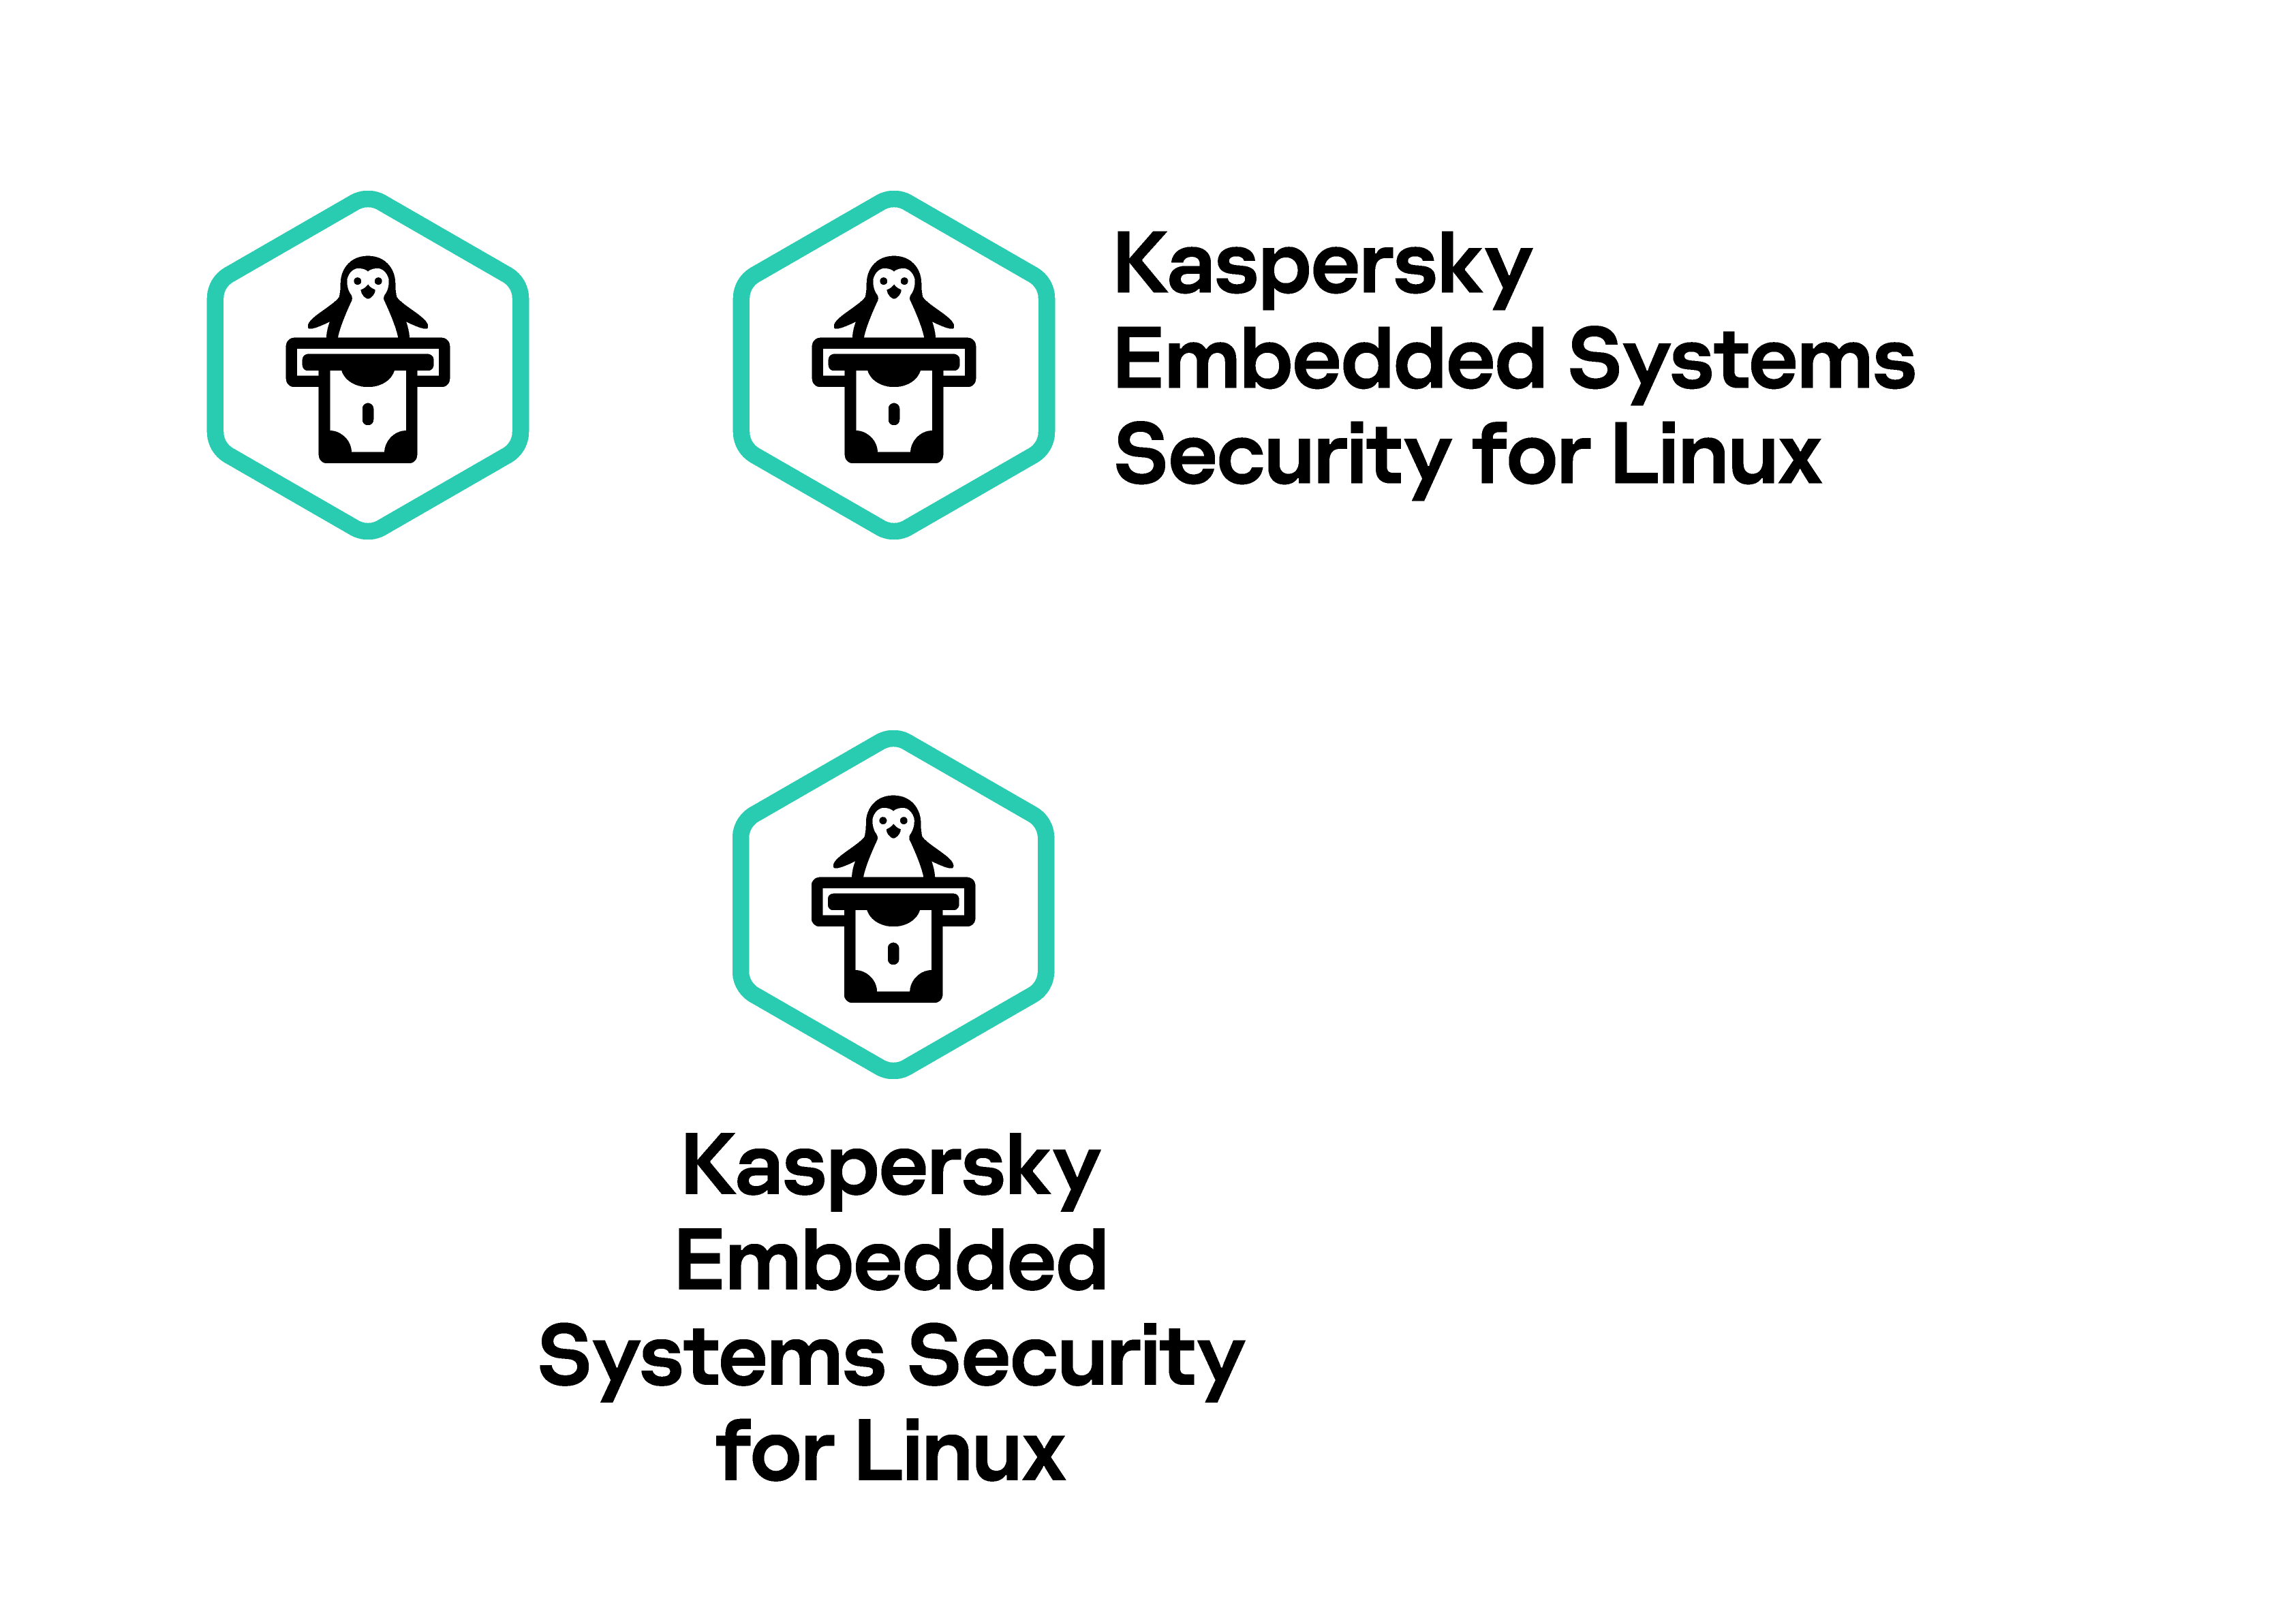 Kaspersky
Embedded Systems
Security for Linux
Kaspersky
Embedded
Systems Security
for Linux